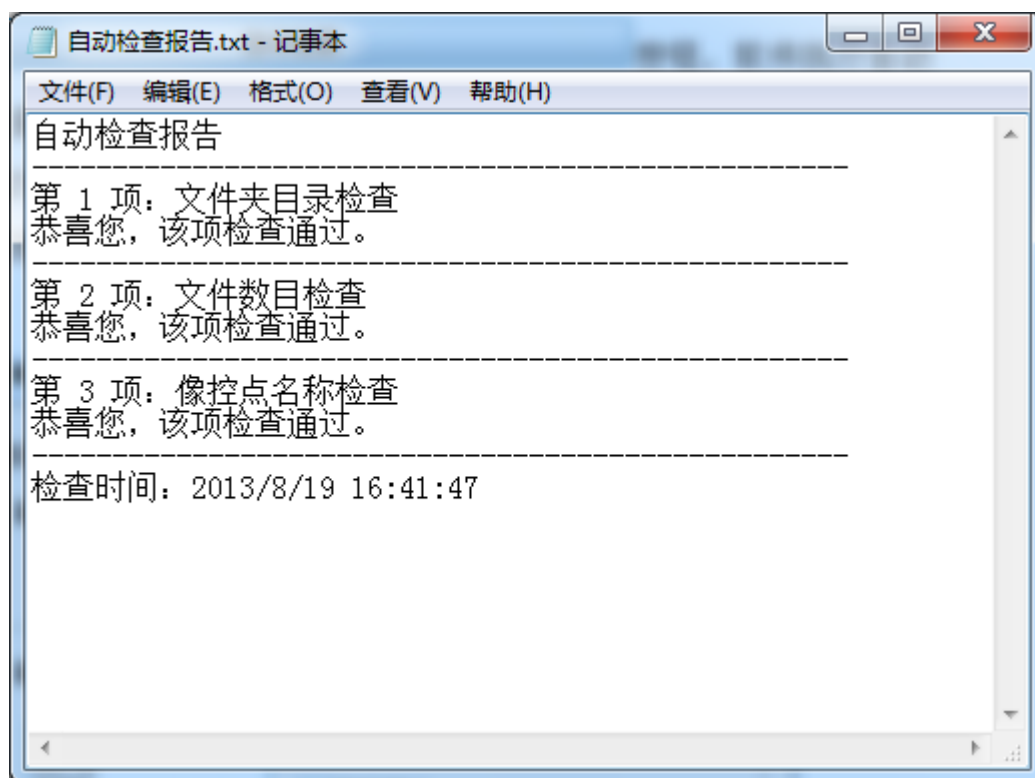 自动检查报告.txt - 记事本
文件(F) 编辑(E) 格式(O) 查看(V) 帮助(H)
自动检查报告
---------------------------------------------------
第 1 项：文件夹目录检查
恭喜您，该项检查通过。
---------------------------------------------------
第 2 项：文件数目检查
恭喜您，该项检查通过。
---------------------------------------------------
第 3 项：像控点名称检查
恭喜您，该项检查通过。
---------------------------------------------------
检查时间：2013/8/19 16:41:47